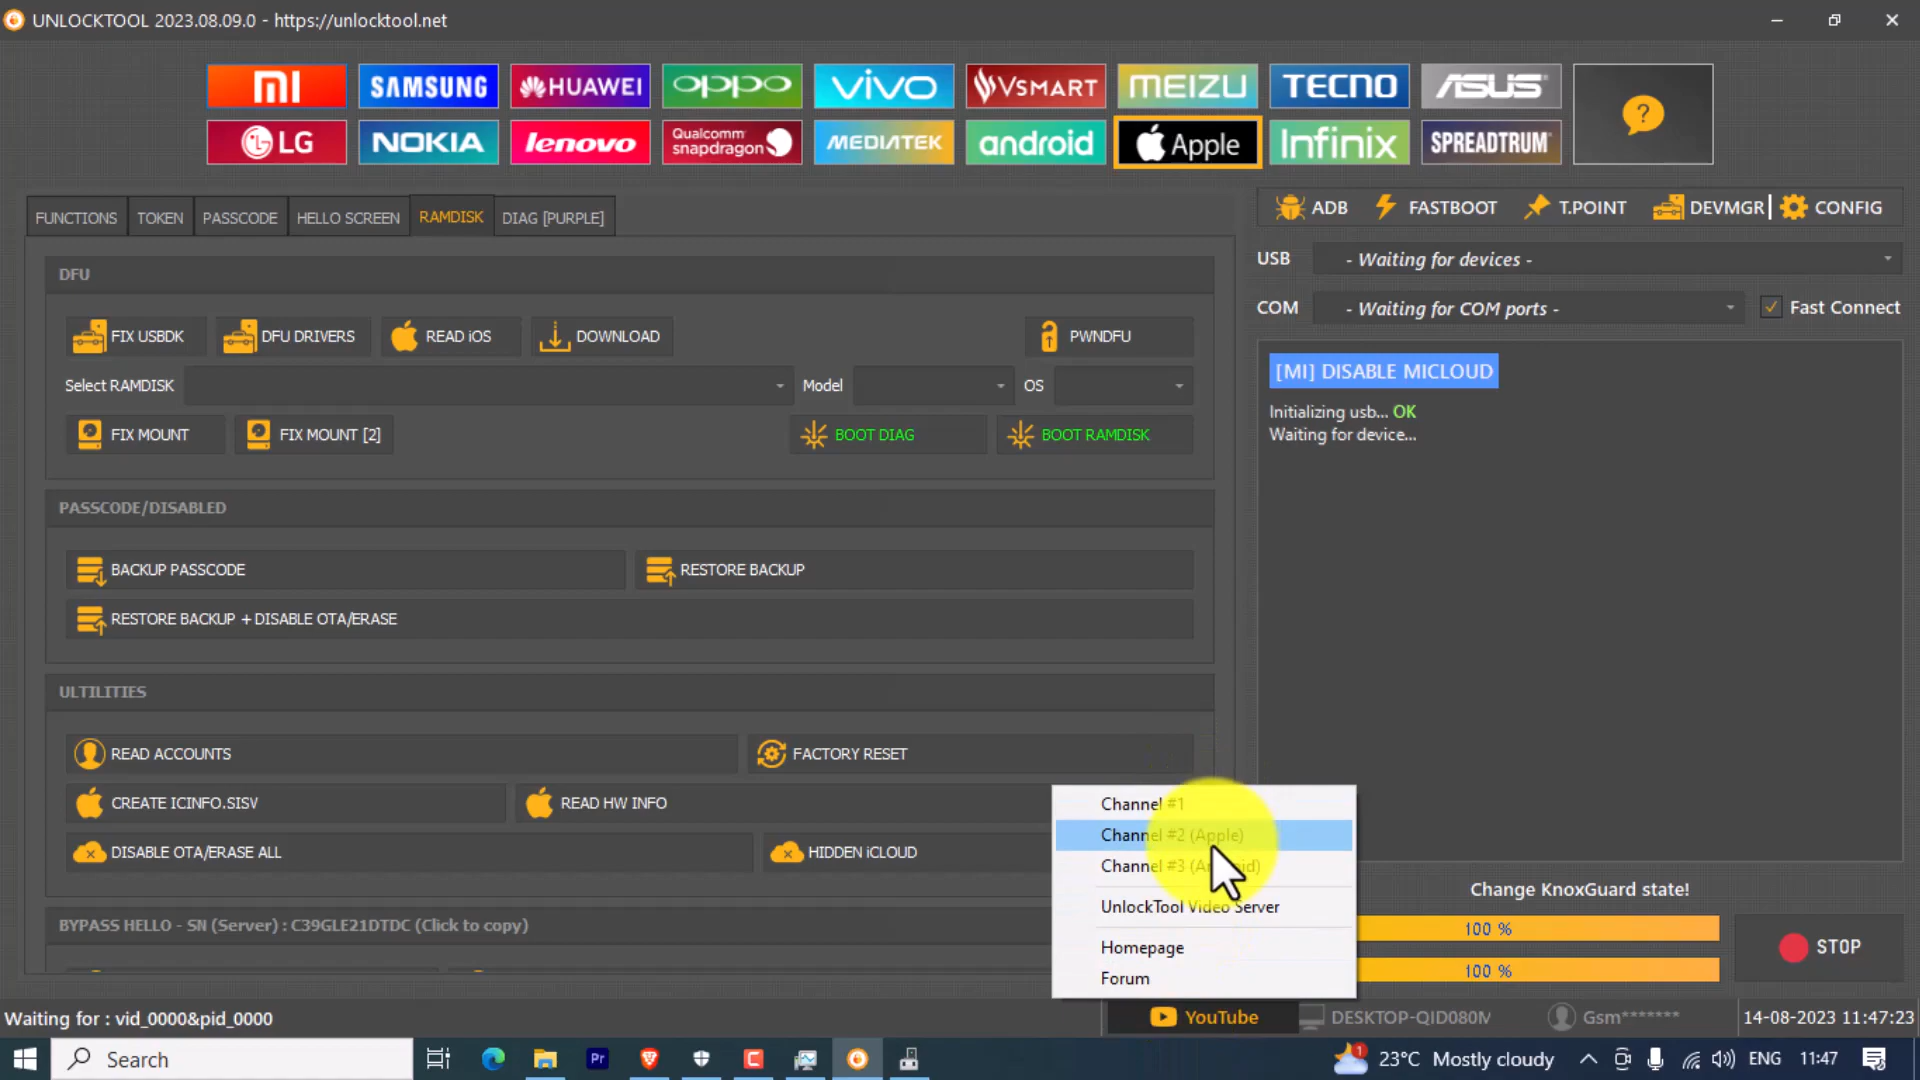 UNLOCKTOOL 2023.08.09.0 - https://unlocktool.net
MI SAMSUNG HUAWEI OPPO VIVO VSMART MEIZU TECNO ASUS ?
LG NOKIA lenovo Qualcomm snapdragon MEDIATEK android Apple Infinix SPREADTRUM
FUNCTIONS TOKEN PASSCODE HELLO SCREEN RAMDISK DIAG [PURPLE]
ADB FASTBOOT T.POINT DEVMGR CONFIG
USB - Waiting for devices -
COM - Waiting for COM ports - Fast Connect
DFU
FIX USBDK DFU DRIVERS READ iOS DOWNLOAD PWNDFU
Select RAMDISK Model OS
FIX MOUNT FIX MOUNT [2] BOOT DIAG BOOT RAMDISK
PASSCODE/DISABLED
BACKUP PASSCODE RESTORE BACKUP
RESTORE BACKUP + DISABLE OTA/ERASE
ULTILITIES
READ ACCOUNTS FACTORY RESET
CREATE ICINFO.SISV READ HW INFO
DISABLE OTA/ERASE ALL HIDDEN iCLOUD
BYPASS HELLO - SN (Server) : C39GLE21DTDC (Click to copy)
[MI] DISABLE MICLOUD
Initializing usb... OK
Waiting for device...
Channel #1
Channel #2 (Apple)
Channel #3
UnlockTool Video Server
Homepage
Forum
Change KnoxGuard state!
100 %
100 %
STOP
Waiting for : vid_0000&pid_0000
YouTube DESKTOP-QID080M Gsm******* 14-08-2023 11:47:23
Search Pr C 1 23°C Mostly cloudy ENG 11:47